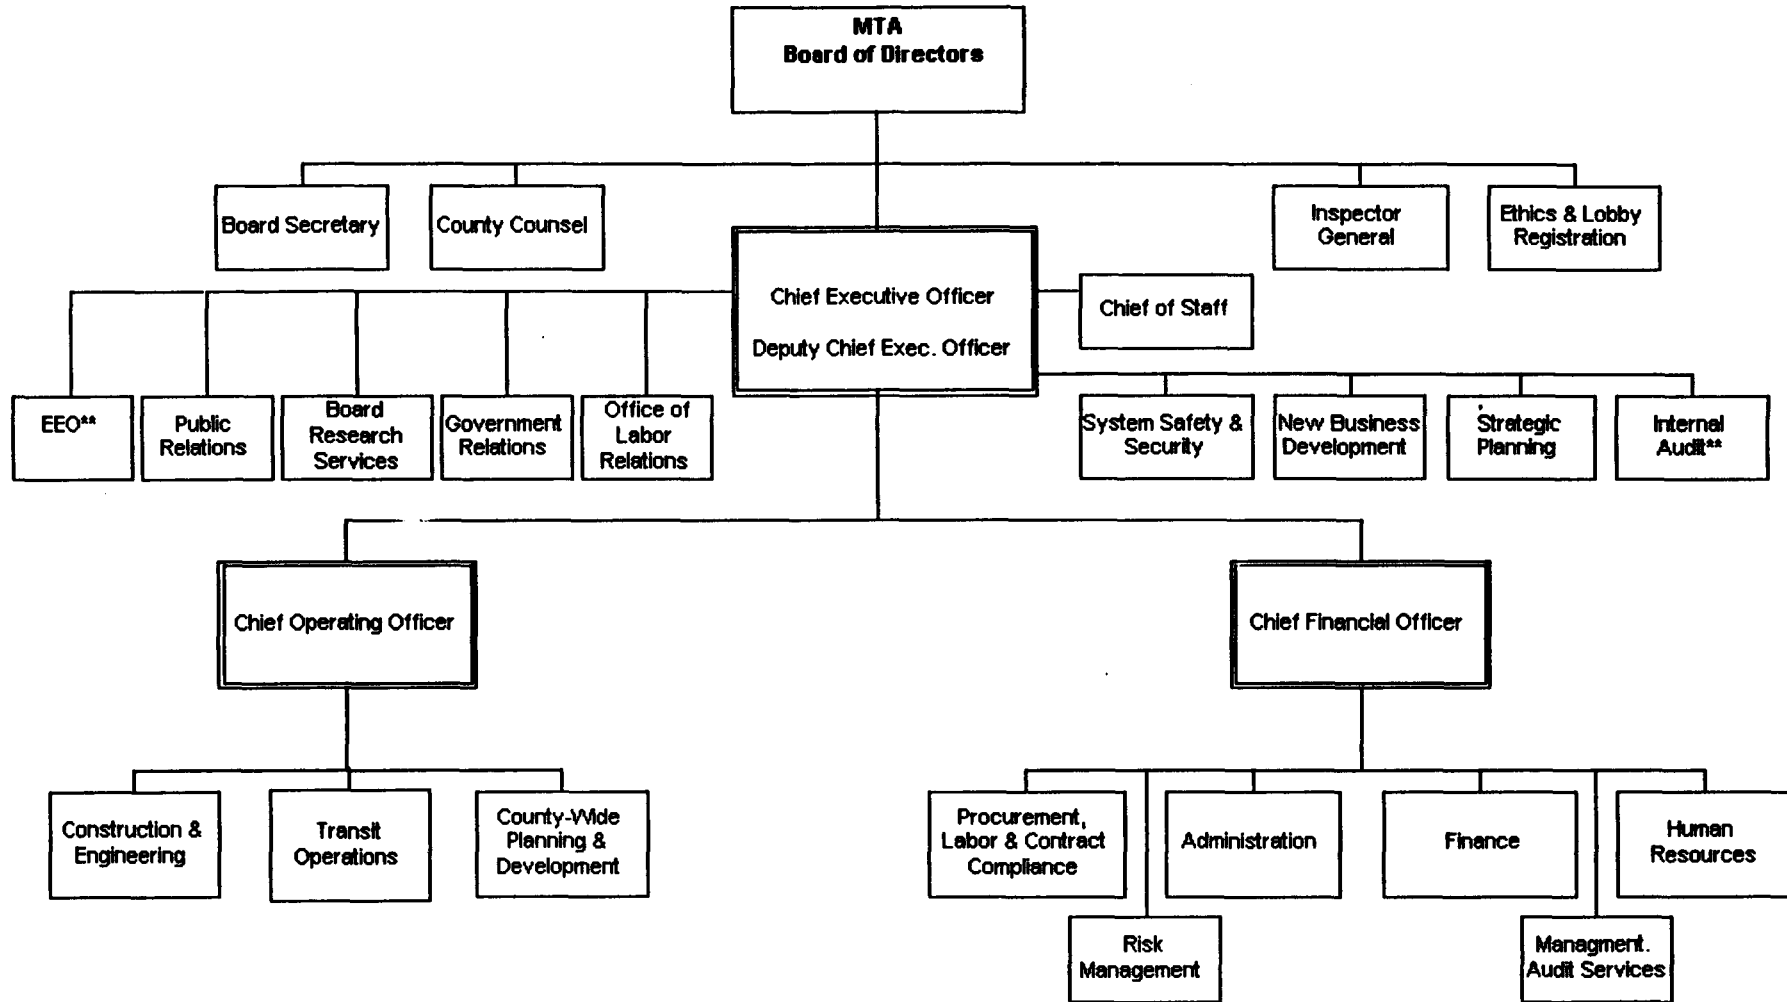 MTA
Board of Directors
Board Secretary
County Counsel
Inspector
General
Ethics & Lobby
Registration
Chief Executive Officer
Deputy Chief Exec. Officer
Chief of Staff
EEO**
Public
Relations
Board
Research
Services
Government
Relations
Office of
Labor
Relations
System Safety &
Security
New Business
Development
Strategic
Planning
Internal
Audit**
Chief Operating Officer
Chief Financial Officer
Construction &
Engineering
Transit
Operations
County-Wide
Planning &
Development
Procurement,
Labor & Contract
Compliance
Administration
Finance
Human
Resources
Risk
Management
Managment.
Audit Services